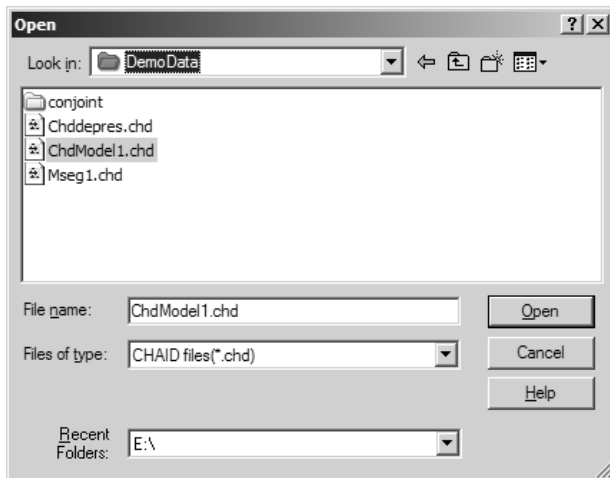 Open
Look in: DemoData
conjoint
Chddepres.chd
ChdModel1.chd
Mseg1.chd
File name: ChdModel1.chd Open
Files of type: CHAID files(*.chd) Cancel
Help
Recent Folders: E:\